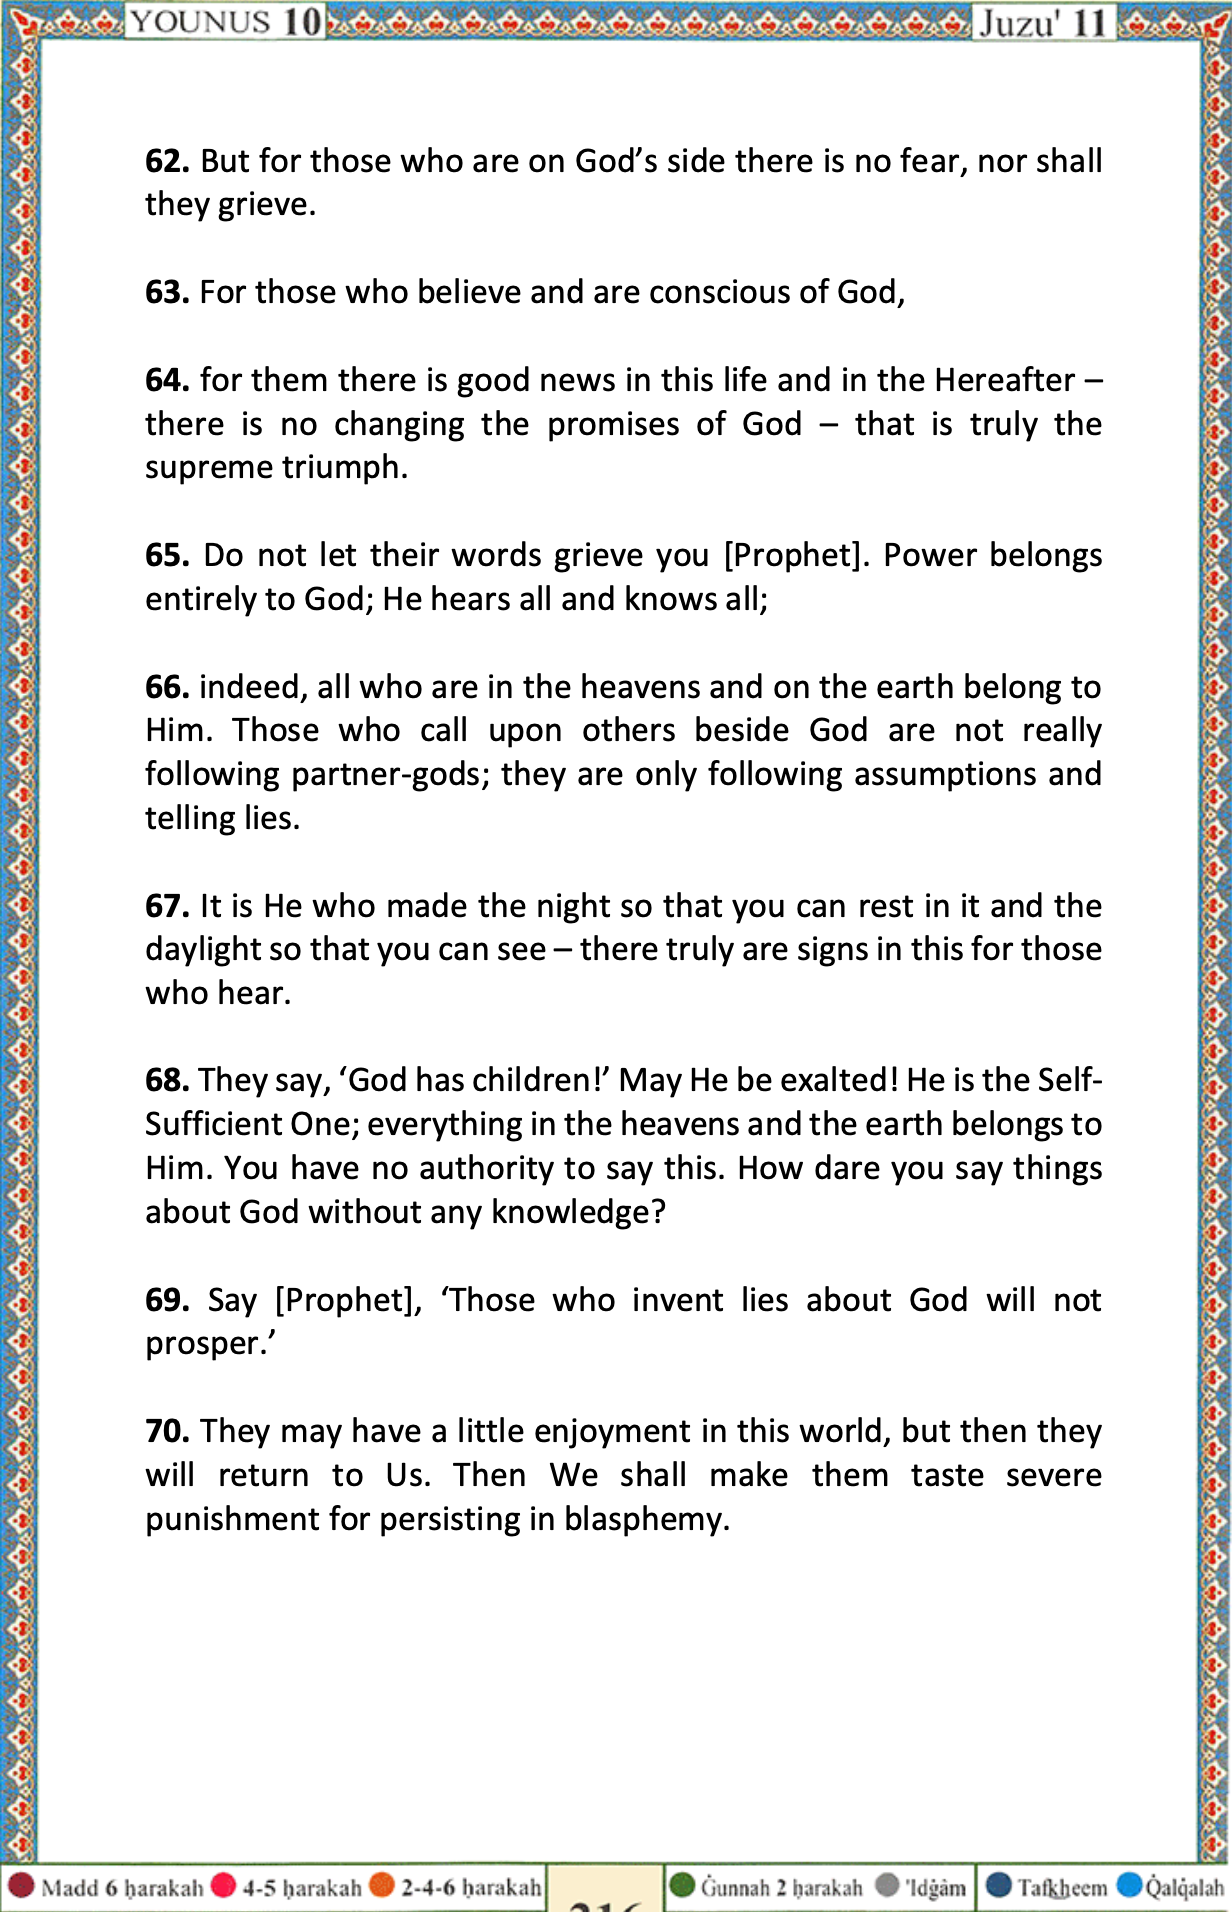 YOUNUS 10
Juzu' 11
62. But for those who are on God’s side there is no fear, nor shall
they grieve.
63. For those who believe and are conscious of God,
64. for them there is good news in this life and in the Hereafter –
there is no changing the promises of God – that is truly the
supreme triumph.
65. Do not let their words grieve you [Prophet]. Power belongs
entirely to God; He hears all and knows all;
66. indeed, all who are in the heavens and on the earth belong to
Him. Those who call upon others beside God are not really
following partner-gods; they are only following assumptions and
telling lies.
67. It is He who made the night so that you can rest in it and the
daylight so that you can see – there truly are signs in this for those
who hear.
68. They say, ‘God has children!’ May He be exalted! He is the Self-
Sufficient One; everything in the heavens and the earth belongs to
Him. You have no authority to say this. How dare you say things
about God without any knowledge?
69. Say [Prophet], ‘Those who invent lies about God will not
prosper.’
70. They may have a little enjoyment in this world, but then they
will return to Us. Then We shall make them taste severe
punishment for persisting in blasphemy.
Madd 6 ḥarakah 4-5 ḥarakah 2-4-6 ḥarakah
Ġunnah 2 ḥarakah 'Idġâm
Tafkheem Q̇alq̇alah